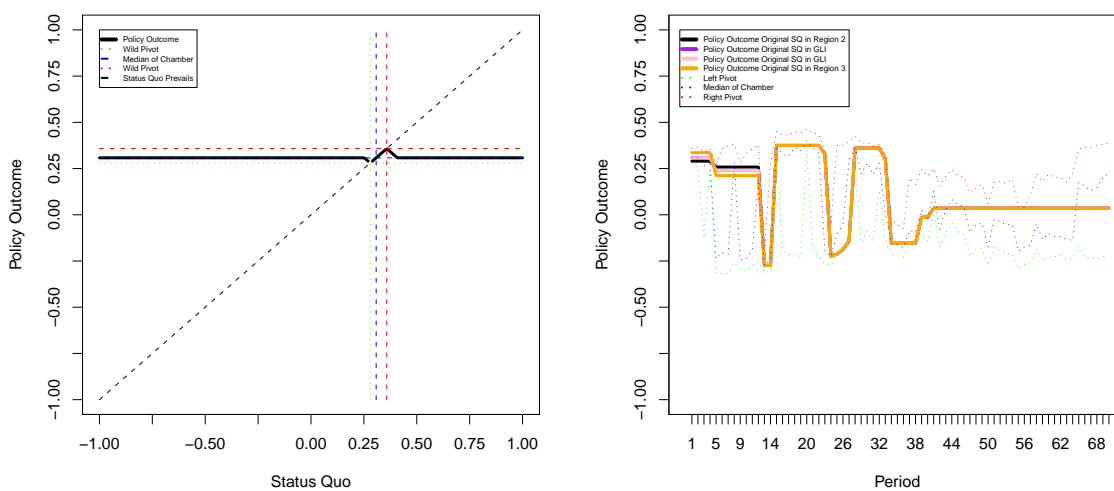 Policy Outcome
1.00
0.75
0.50
0.25
0.00
−0.50
−1.00
Policy Outcome
Wild Pivot
Median of Chamber
Wild Pivot
Status Quo Prevails
−1.00
−0.50
0.00
0.25
0.50
0.75
1.00
Status Quo
Policy Outcome
1.00
0.75
0.50
0.25
0.00
−0.50
−1.00
Policy Outcome Original SQ in Region 2
Policy Outcome Original SQ in GLI
Policy Outcome Original SQ in GLI
Policy Outcome Original SQ in Region 3
Left Pivot
Median of Chamber
Right Pivot
1 5 9 14 20 26 32 38 44 50 56 62 68
Period